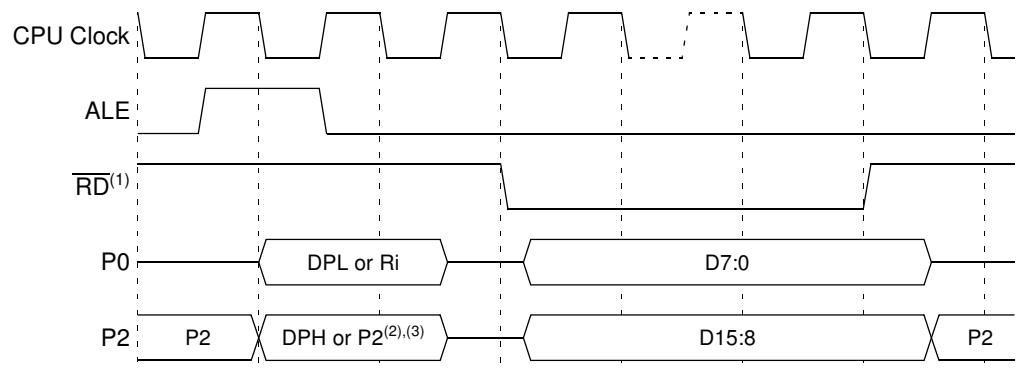 CPU Clock
ALE
RD(1)
P0 DPL or Ri D7:0
P2 P2 DPH or P2(2),(3) D15:8 P2